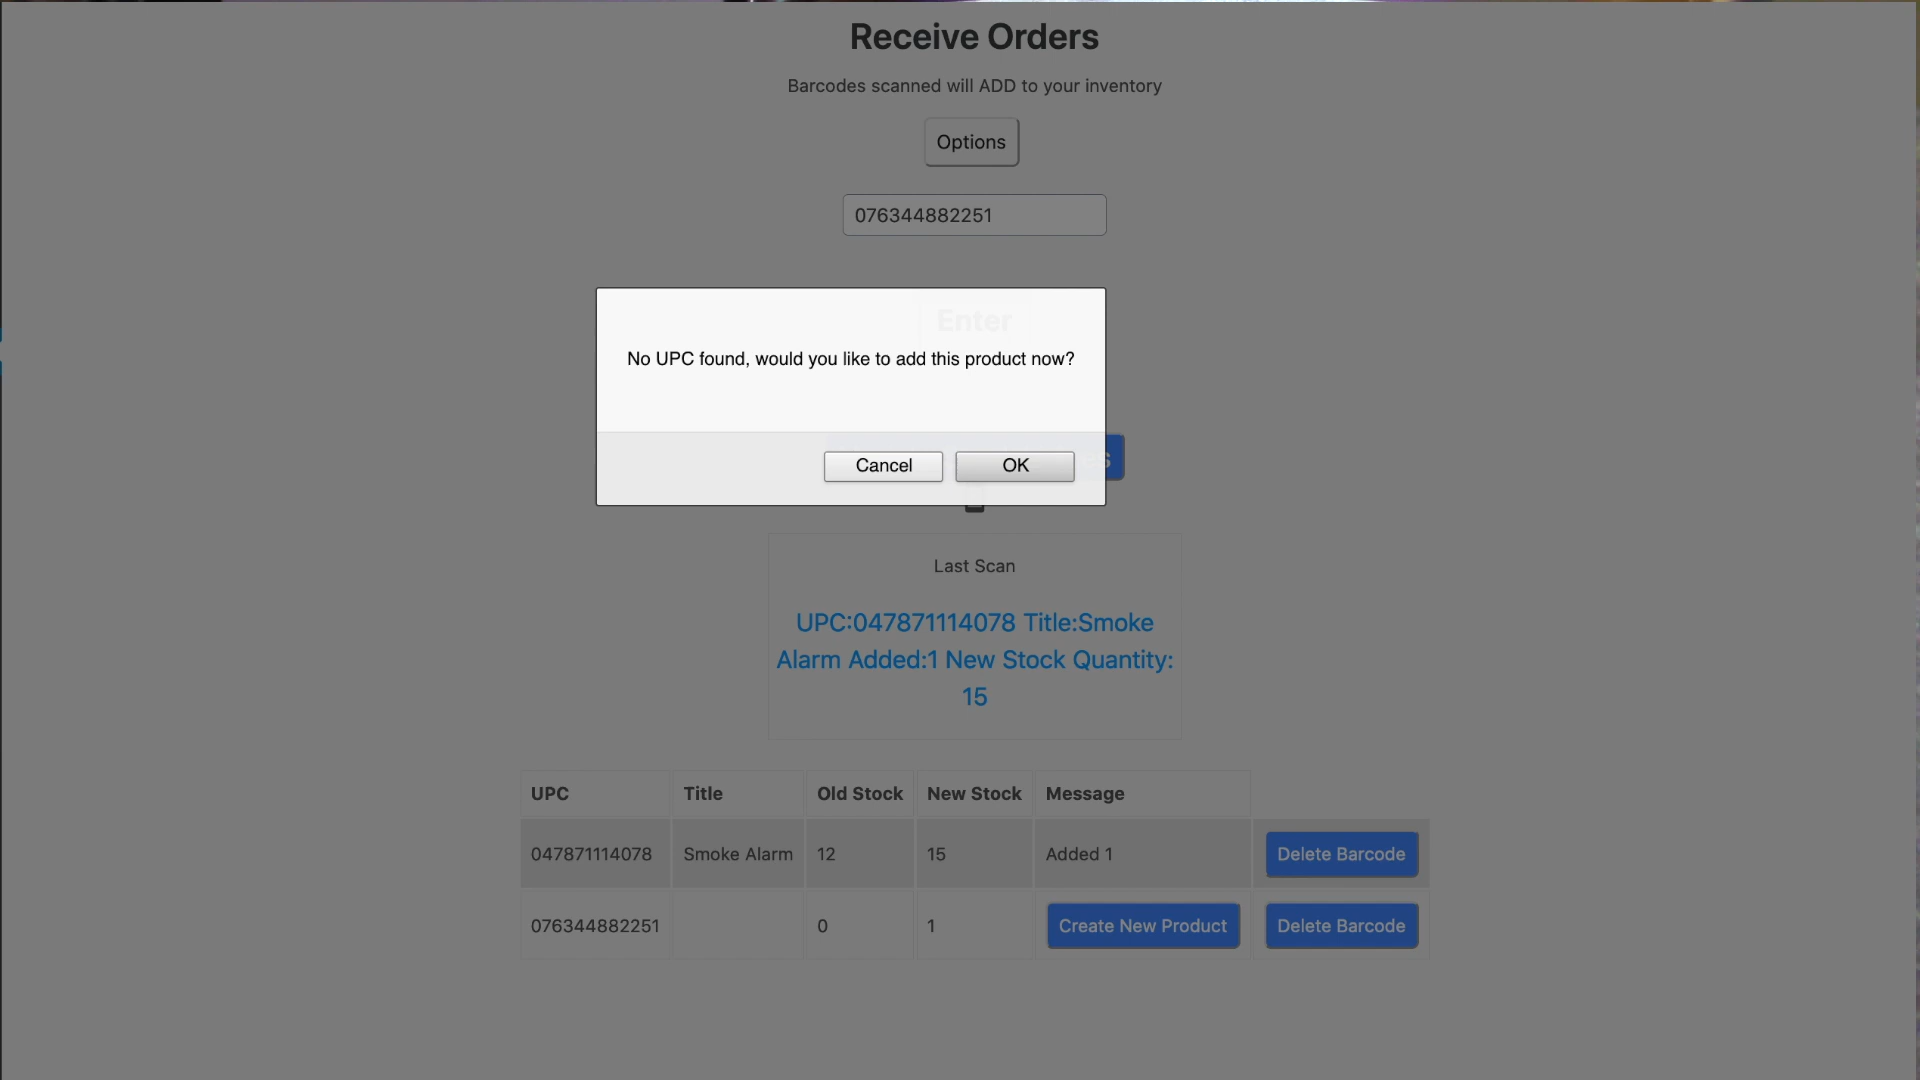 Receive Orders
Barcodes scanned will ADD to your inventory
Options
076344882251
Enter
No UPC found, would you like to add this product now?
Cancel
OK
Last Scan
UPC:047871114078 Title:Smoke
Alarm Added:1 New Stock Quantity:
15
UPC Title Old Stock New Stock Message
047871114078 Smoke Alarm 12 15 Added 1 Delete Barcode
076344882251 0 1 Create New Product Delete Barcode